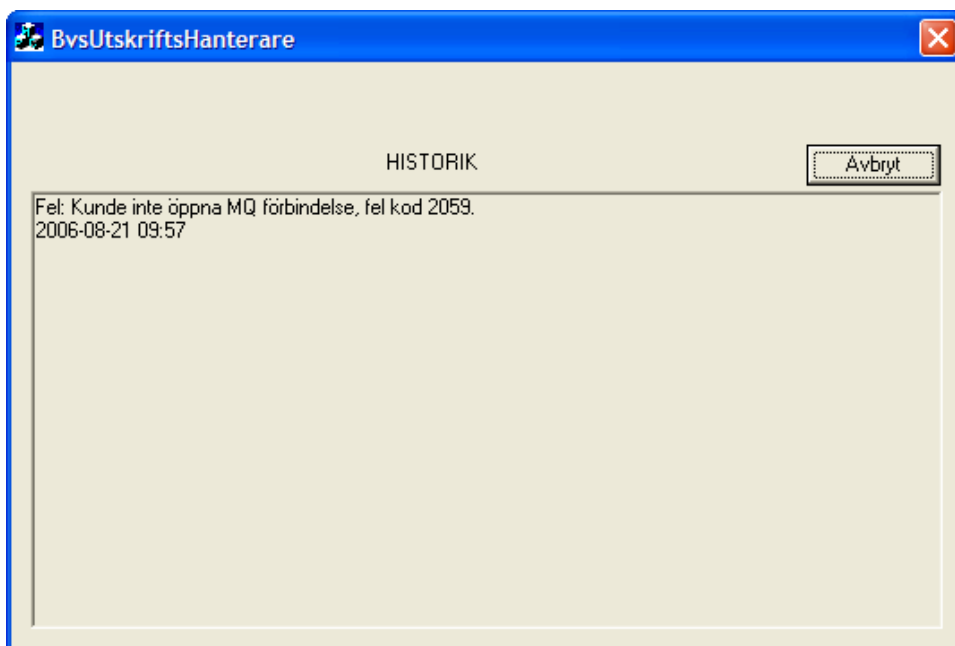 BvsUtskriftsHanterare
HISTORIK
Avbryt
Fel: Kunde inte öppna MQ förbindelse, fel kod 2059.
2006-08-21 09:57